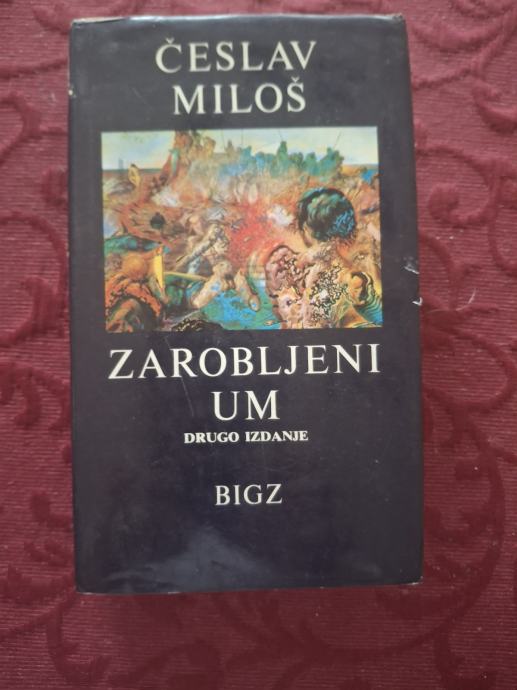 ČESLAV
MILOŠ
ZAROBLJENI
UM
DRUGO IZDANJE
BIGZ